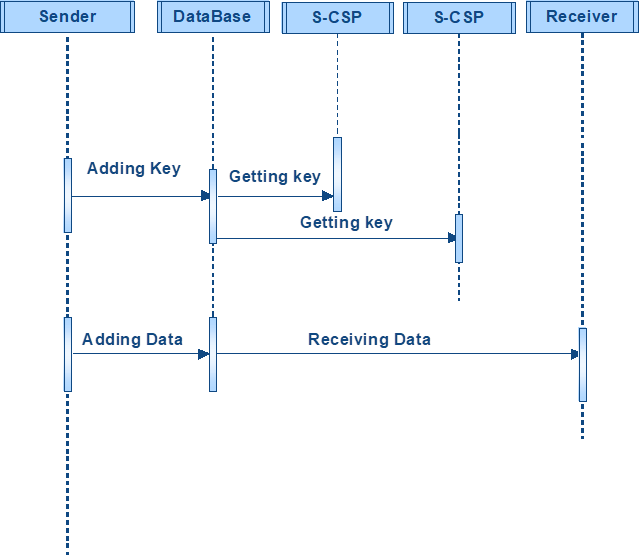 Sender
DataBase
S-CSP
S-CSP
Receiver
Adding Key
Getting key
Getting key
Adding Data
Receiving Data